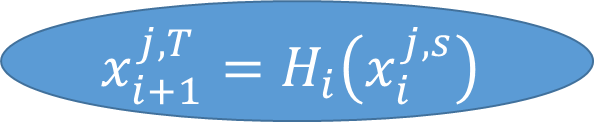 $x_{i+1}^{j,T} = H_i(x_i^{j,s})$